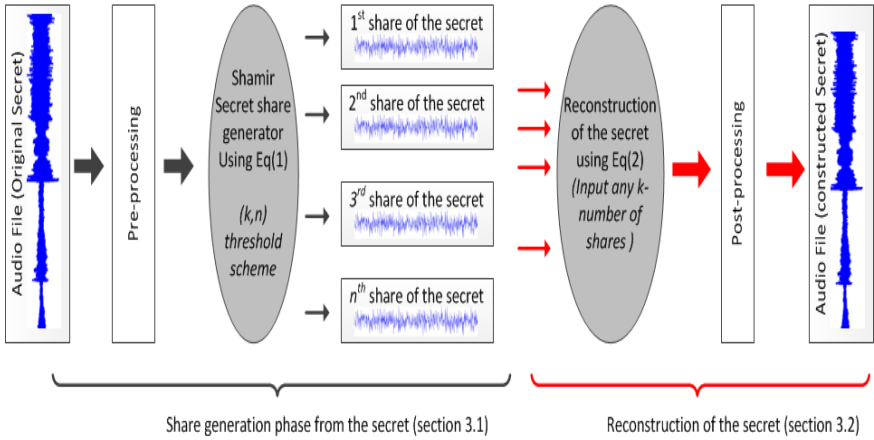 Audio File (Original Secret)
Pre-processing
Shamir
Secret share
generator
Using Eq(1)
(k,n)
threshold
scheme
1st share of the secret
2nd share of the secret
3rd share of the secret
nth share of the secret
Reconstruction
of the secret
using Eq(2)
(Input any k-
number of
shares )
Post-processing
Audio File (constructed Secret)
Share generation phase from the secret (section 3.1)
Reconstruction of the secret (section 3.2)